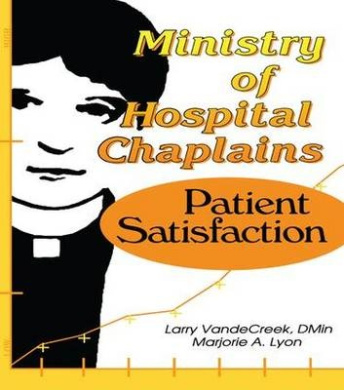 Ministry
of
Hospital
Chaplains
Patient
Satisfaction
Larry VandeCreek, DMin
Marjorie A. Lyon